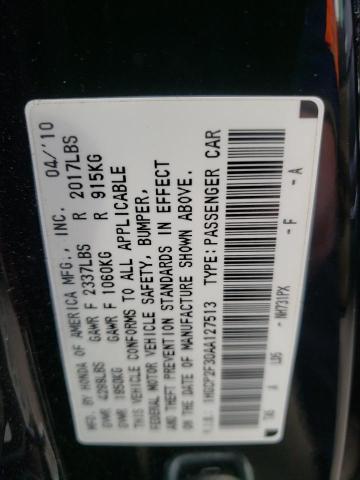 MFD. BY HONDA OF AMERICA MFG., INC. 04/'10
GVWR 4299LBS GAWR F 2337LBS R 2017LBS
GVWR 1950KG GAWR F 1060KG R 915KG
THIS VEHICLE CONFORMS TO ALL APPLICABLE
FEDERAL MOTOR VEHICLE SAFETY, BUMPER,
AND THEFT PREVENTION STANDARDS IN EFFECT
ON THE DATE OF MANUFACTURE SHOWN ABOVE.
V.I.N.: 1HGCP2F30AA127513 TYPE:PASSENGER CAR
- NH731PX - F - A
A LDS